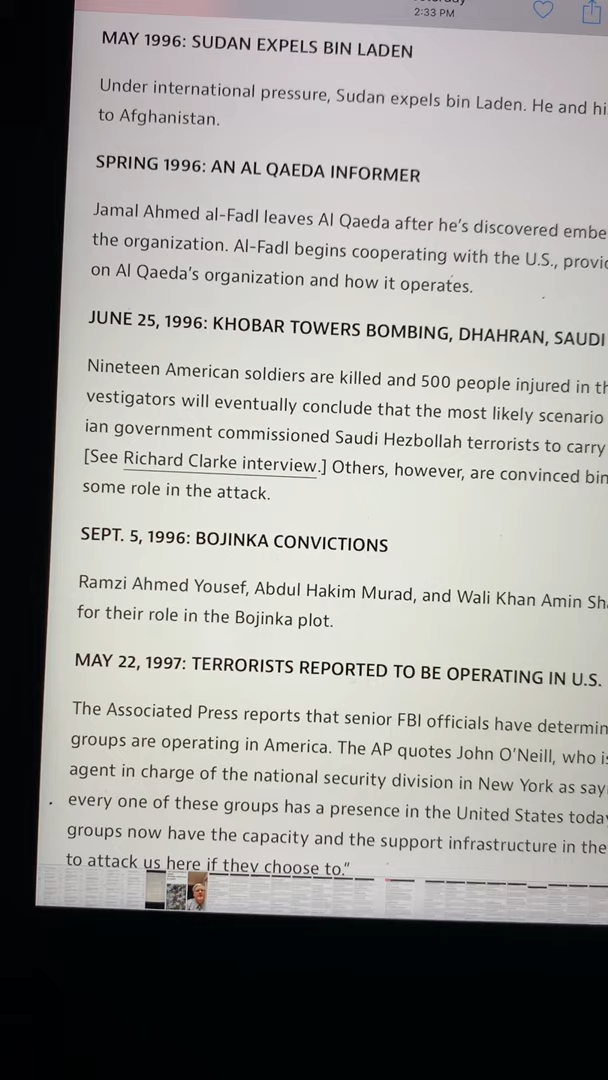 2:33 PM
MAY 1996: SUDAN EXPELS BIN LADEN
Under international pressure, Sudan expels bin Laden. He and hi
to Afghanistan.
SPRING 1996: AN AL QAEDA INFORMER
Jamal Ahmed al-Fadl leaves Al Qaeda after he’s discovered embe
the organization. Al-Fadl begins cooperating with the U.S., provid
on Al Qaeda’s organization and how it operates.
JUNE 25, 1996: KHOBAR TOWERS BOMBING, DHAHRAN, SAUDI
Nineteen American soldiers are killed and 500 people injured in th
vestigators will eventually conclude that the most likely scenario
ian government commissioned Saudi Hezbollah terrorists to carry
[See Richard Clarke interview.] Others, however, are convinced bin
some role in the attack.
SEPT. 5, 1996: BOJINKA CONVICTIONS
Ramzi Ahmed Yousef, Abdul Hakim Murad, and Wali Khan Amin Sha
for their role in the Bojinka plot.
MAY 22, 1997: TERRORISTS REPORTED TO BE OPERATING IN U.S.
The Associated Press reports that senior FBI officials have determin
groups are operating in America. The AP quotes John O’Neill, who is
agent in charge of the national security division in New York as sayi
every one of these groups has a presence in the United States today
groups now have the capacity and the support infrastructure in the
to attack us here if they choose to.”